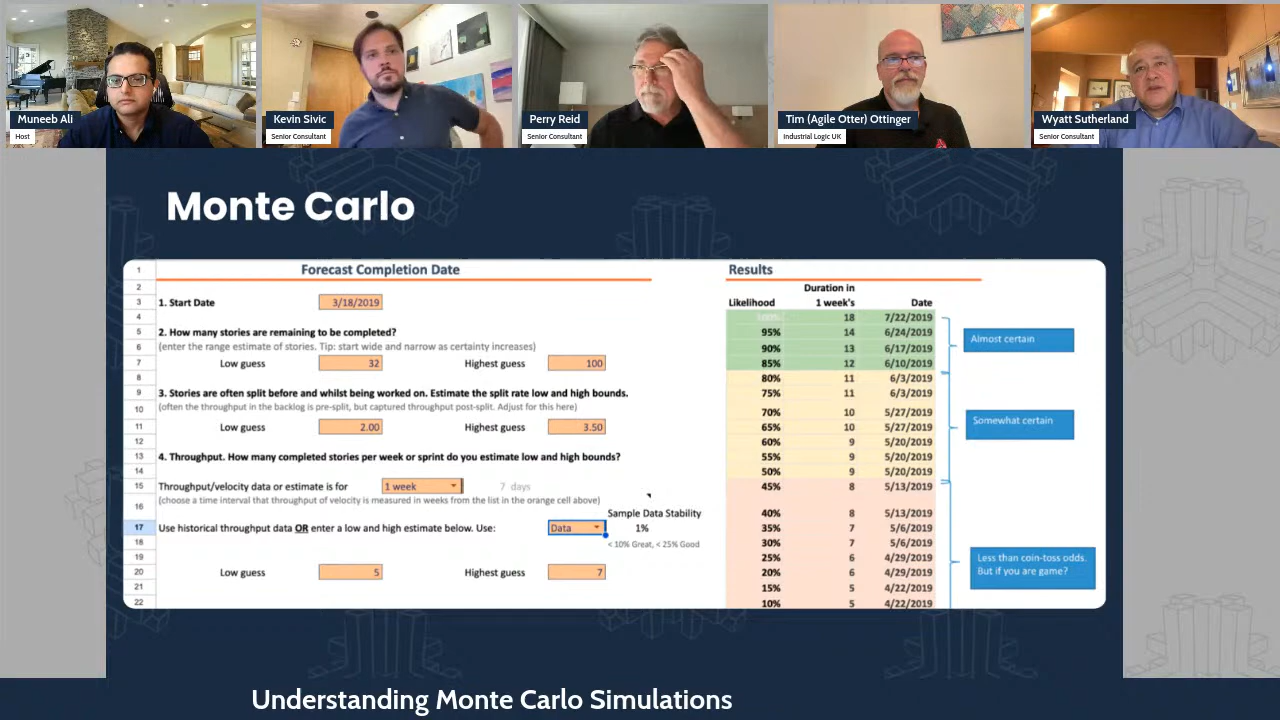 Muneeb Ali
Host
Kevin Sivic
Senior Consultant
Perry Reid
Senior Consultant
Tim (Agile Otter) Ottinger
Industrial Logic UK
Wyatt Sutherland
Senior Consultant
Monte Carlo
1 Forecast Completion Date Results
2 Duration in
3 1. Start Date 3/18/2019 Likelihood 1 week's Date
4 100% 18 7/22/2019
5 2. How many stories are remaining to be completed? 95% 14 6/24/2019
6 (enter the range estimate of stories. Tip: start wide and narrow as certainty increases) 90% 13 6/17/2019
7 Low guess 32 Highest guess 100 85% 12 6/10/2019
Almost certain
8 80% 11 6/3/2019
9 3. Stories are often split before and whilst being worked on. Estimate the split rate low and high bounds. 75% 11 6/3/2019
10 (often the throughput in the backlog is pre-split, but captured throughput post-split. Adjust for this here) 70% 10 5/27/2019
11 Low guess 2.00 Highest guess 3.50 65% 10 5/27/2019
Somewhat certain
12 60% 9 5/20/2019
13 4. Throughput. How many completed stories per week or sprint do you estimate low and high bounds? 55% 9 5/20/2019
14 50% 9 5/20/2019
15 Throughput/velocity data or estimate is for 1 week 7 days 45% 8 5/13/2019
(choose a time interval that throughput of velocity is measured in weeks from the list in the orange cell above)
16 Sample Data Stability 40% 8 5/13/2019
17 Use historical throughput data OR enter a low and high estimate below. Use: Data 1% 35% 7 5/6/2019
18 < 10% Great, < 25% Good 30% 7 5/6/2019
19 25% 6 4/29/2019
20 Low guess 5 Highest guess 7 20% 6 4/29/2019
21 15% 5 4/22/2019
22 10% 5 4/22/2019
Less than coin-toss odds.
But if you are game?
Understanding Monte Carlo Simulations